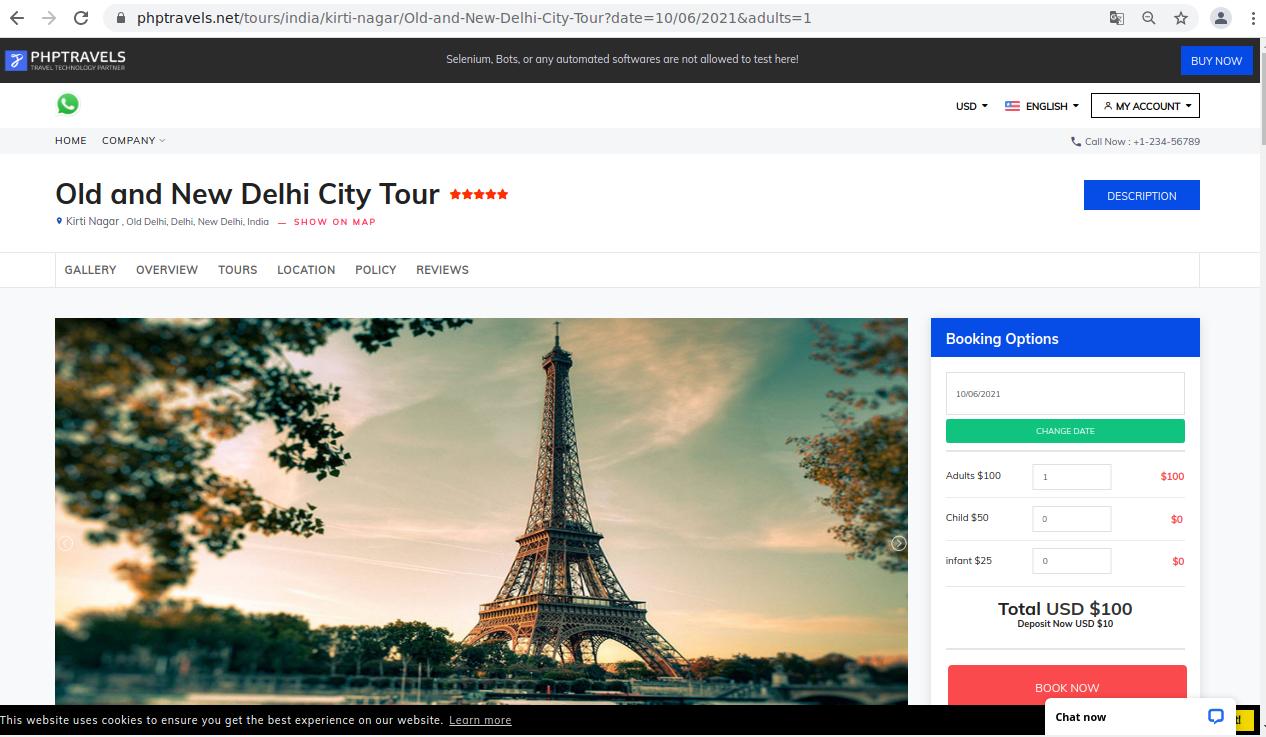 phptravels.net/tours/india/kirti-nagar/Old-and-New-Delhi-City-Tour?date=10/06/2021&adults=1
PHPTRAVELS
TRAVEL TECHNOLOGY PARTNER
Selenium, Bots, or any automated softwares are not allowed to test here!
BUY NOW
USD
ENGLISH
MY ACCOUNT
HOME
COMPANY
Call Now : +1-234-56789
Old and New Delhi City Tour
DESCRIPTION
Kirti Nagar , Old Delhi, Delhi, New Delhi, India — SHOW ON MAP
GALLERY
OVERVIEW
TOURS
LOCATION
POLICY
REVIEWS
Booking Options
10/06/2021
CHANGE DATE
Adults $100
1
$100
Child $50
0
$0
infant $25
0
$0
Total USD $100
Deposit Now USD $10
BOOK NOW
This website uses cookies to ensure you get the best experience on our website. Learn more
Chat now